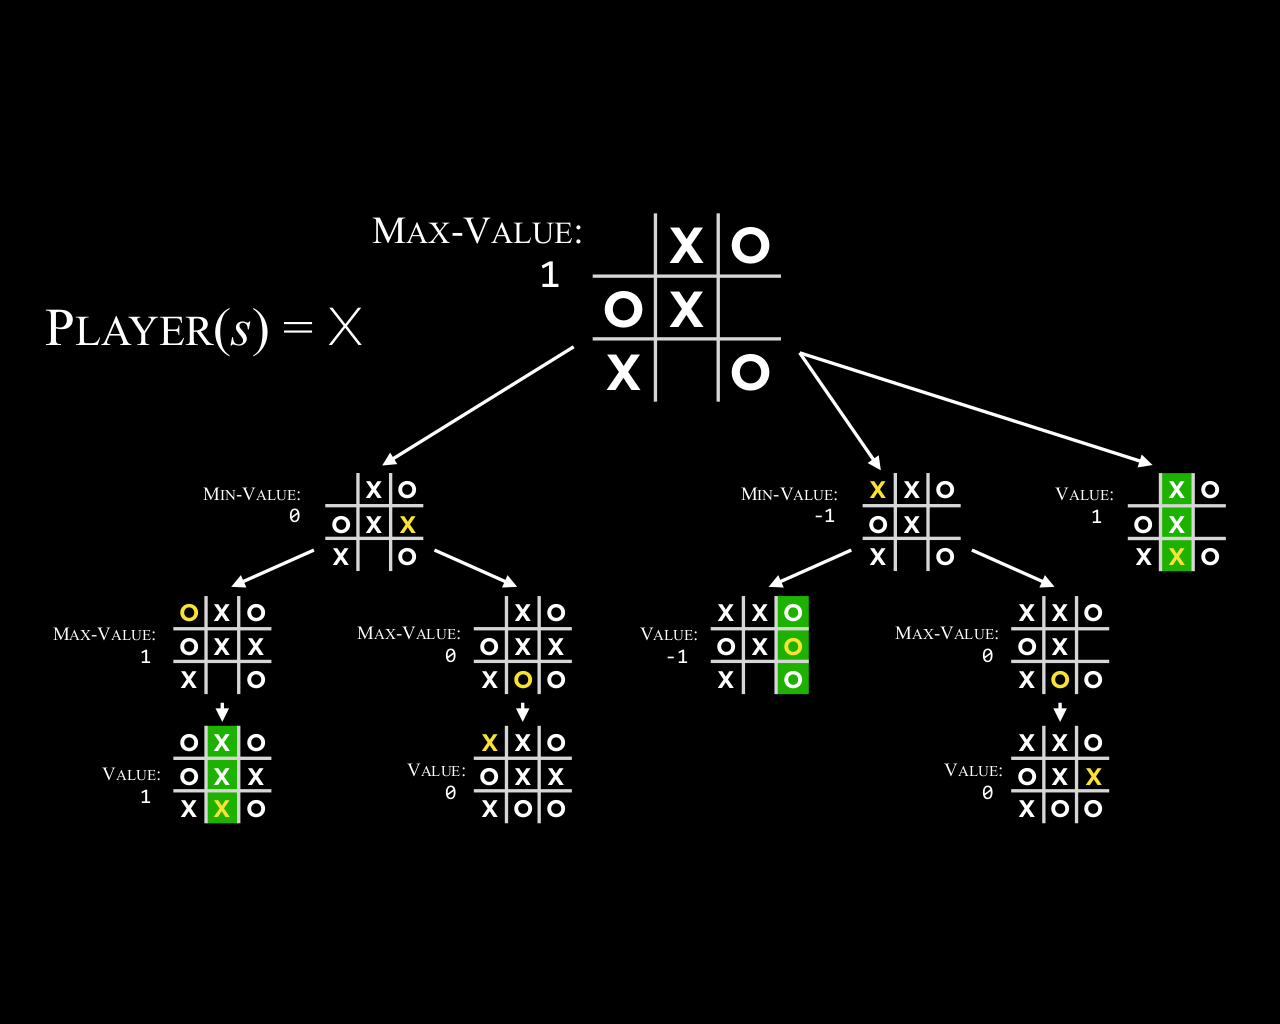 MAX-VALUE:
1
X O
O X
X O
PLAYER(s) = X
MIN-VALUE:
0
X O
O X X
X O
MIN-VALUE:
-1
X X O
O X
X O
VALUE:
1
X O
O X
X X O
MAX-VALUE:
1
O X O
O X X
X O
MAX-VALUE:
0
X O
O X X
X O O
VALUE:
-1
X X O
O X O
X O
MAX-VALUE:
0
X X O
O X
X O O
VALUE:
1
O X O
O X X
X X O
VALUE:
0
X X O
O X X
X O O
VALUE:
0
X X O
O X X
X O O